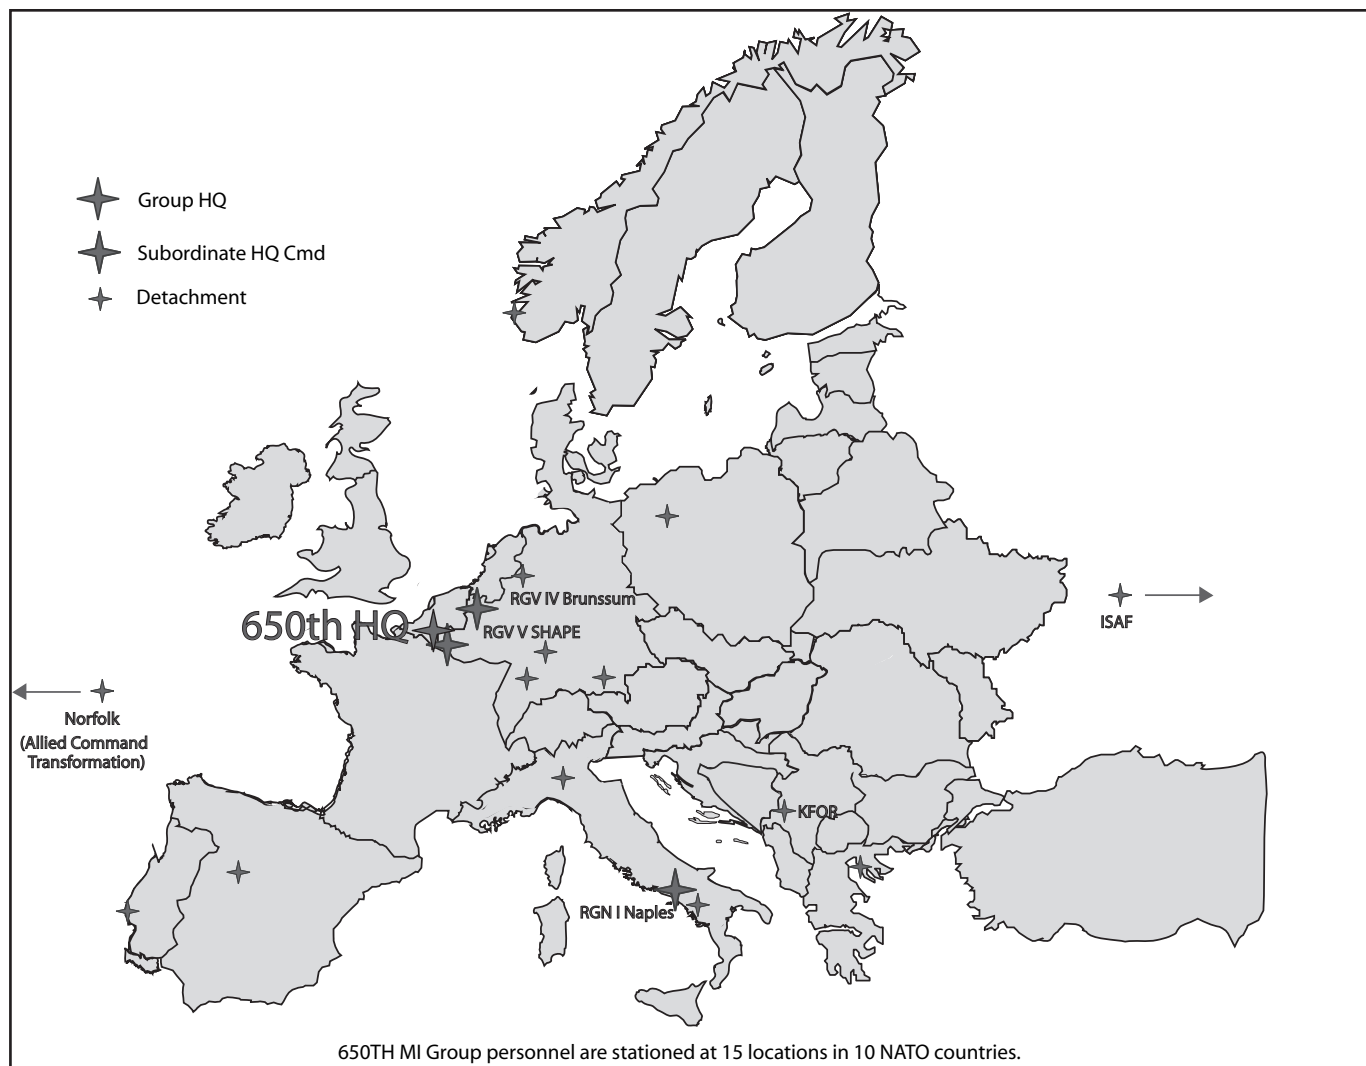 Group HQ
Subordinate HQ Cmd
Detachment
RGV IV Brunssum
650th HQ
RGV V SHAPE
ISAF
Norfolk
(Allied Command
Transformation)
KFOR
RGN I Naples
650TH MI Group personnel are stationed at 15 locations in 10 NATO countries.